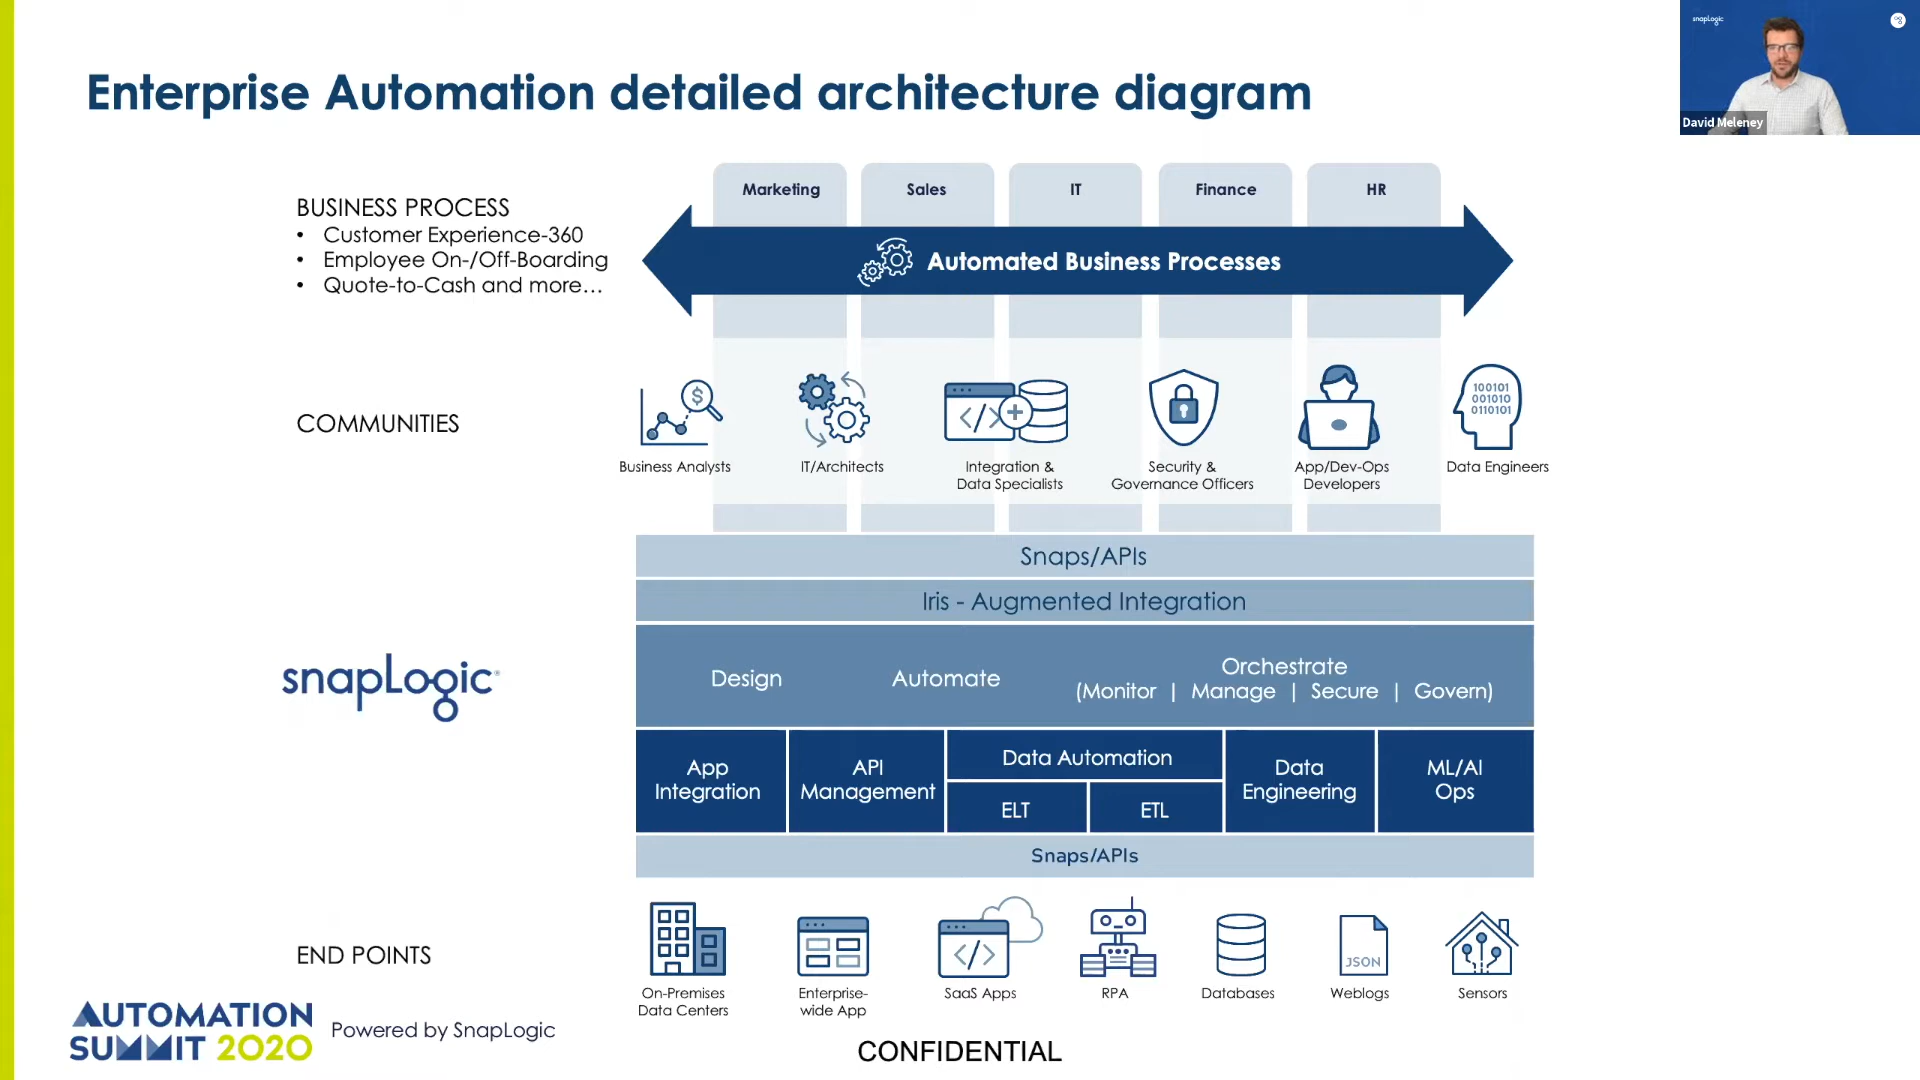 snapLogic
David Meleney
Enterprise Automation detailed architecture diagram
Marketing
Sales
IT
Finance
HR
BUSINESS PROCESS
• Customer Experience-360
• Employee On-/Off-Boarding
• Quote-to-Cash and more…
Automated Business Processes
COMMUNITIES
$
</>
100101
001010
0110101
Business Analysts
IT/Architects
Integration &
Data Specialists
Security &
Governance Officers
App/Dev-Ops
Developers
Data Engineers
Snaps/APIs
Iris - Augmented Integration
snapLogic
Design
Automate
Orchestrate
(Monitor | Manage | Secure | Govern)
App
Integration
API
Management
Data Automation
ELT
ETL
Data
Engineering
ML/AI
Ops
Snaps/APIs
END POINTS
</>
JSON
On-Premises
Data Centers
Enterprise-
wide App
SaaS Apps
RPA
Databases
Weblogs
Sensors
AUTOMATION
SUMMIT 2020
Powered by SnapLogic
CONFIDENTIAL